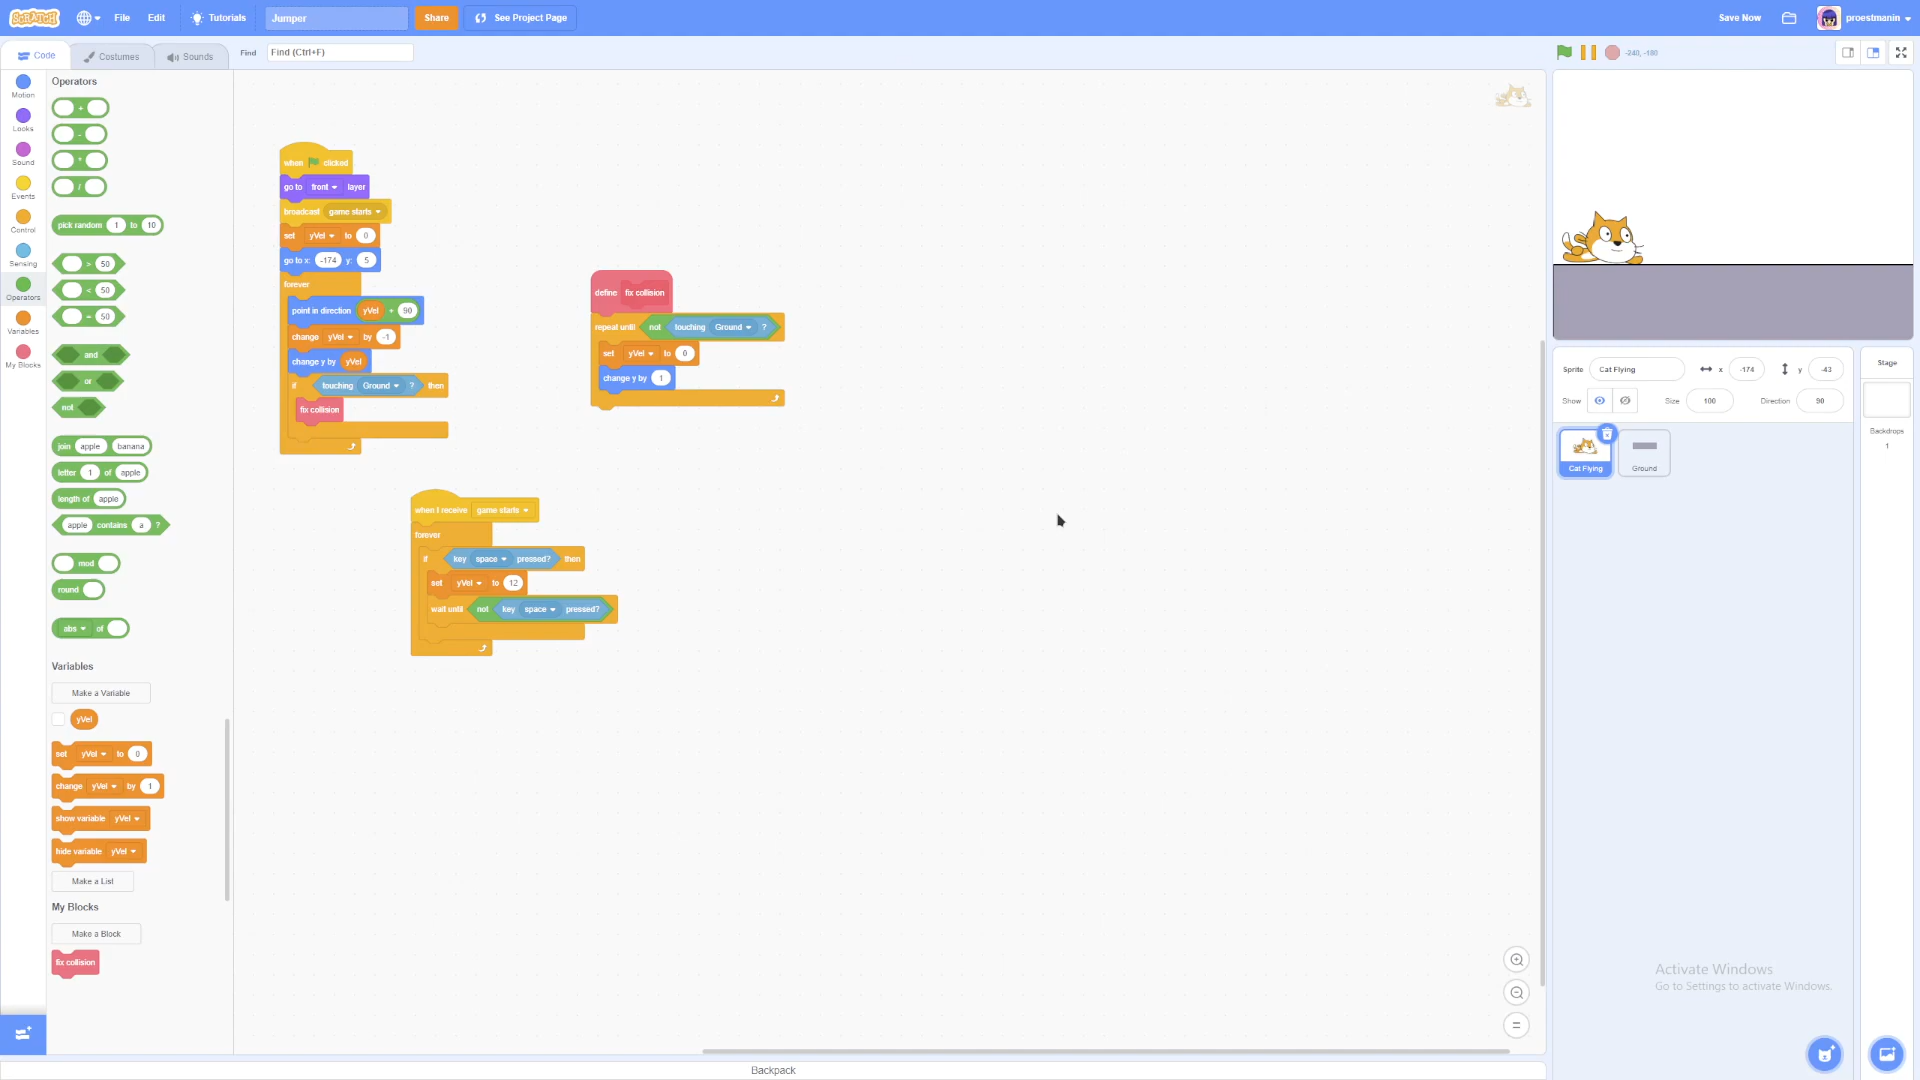 SCRATCH File Edit Tutorials Jumper Share See Project Page Save Now proestmanin
Code Costumes Sounds Find Find (Ctrl+F) -240, -180
Motion
Looks
Sound
Events
Control
Sensing
Operators
Variables
My Blocks
Operators
+
-
*
/
pick random 1 to 10
> 50
< 50
= 50
and
or
not
join apple banana
letter 1 of apple
length of apple
apple contains a ?
mod
round
abs of
Variables
Make a Variable
yVel
set yVel to 0
change yVel by 1
show variable yVel
hide variable yVel
Make a List
My Blocks
Make a Block
fix collision
when clicked
go to front layer
broadcast game starts
set yVel to 0
go to x: -174 y: 5
forever
point in direction yVel + 90
change yVel by -1
change y by yVel
if touching Ground ? then
fix collision
define fix collision
repeat until not touching Ground ?
set yVel to 0
change y by 1
when I receive game starts
forever
if key space pressed? then
set yVel to 12
wait until not key space pressed?
Sprite Cat Flying x -174 y -43
Show Size 100 Direction 90
Cat Flying
Ground
Stage
Backdrops
1
Activate Windows
Go to Settings to activate Windows.
Backpack